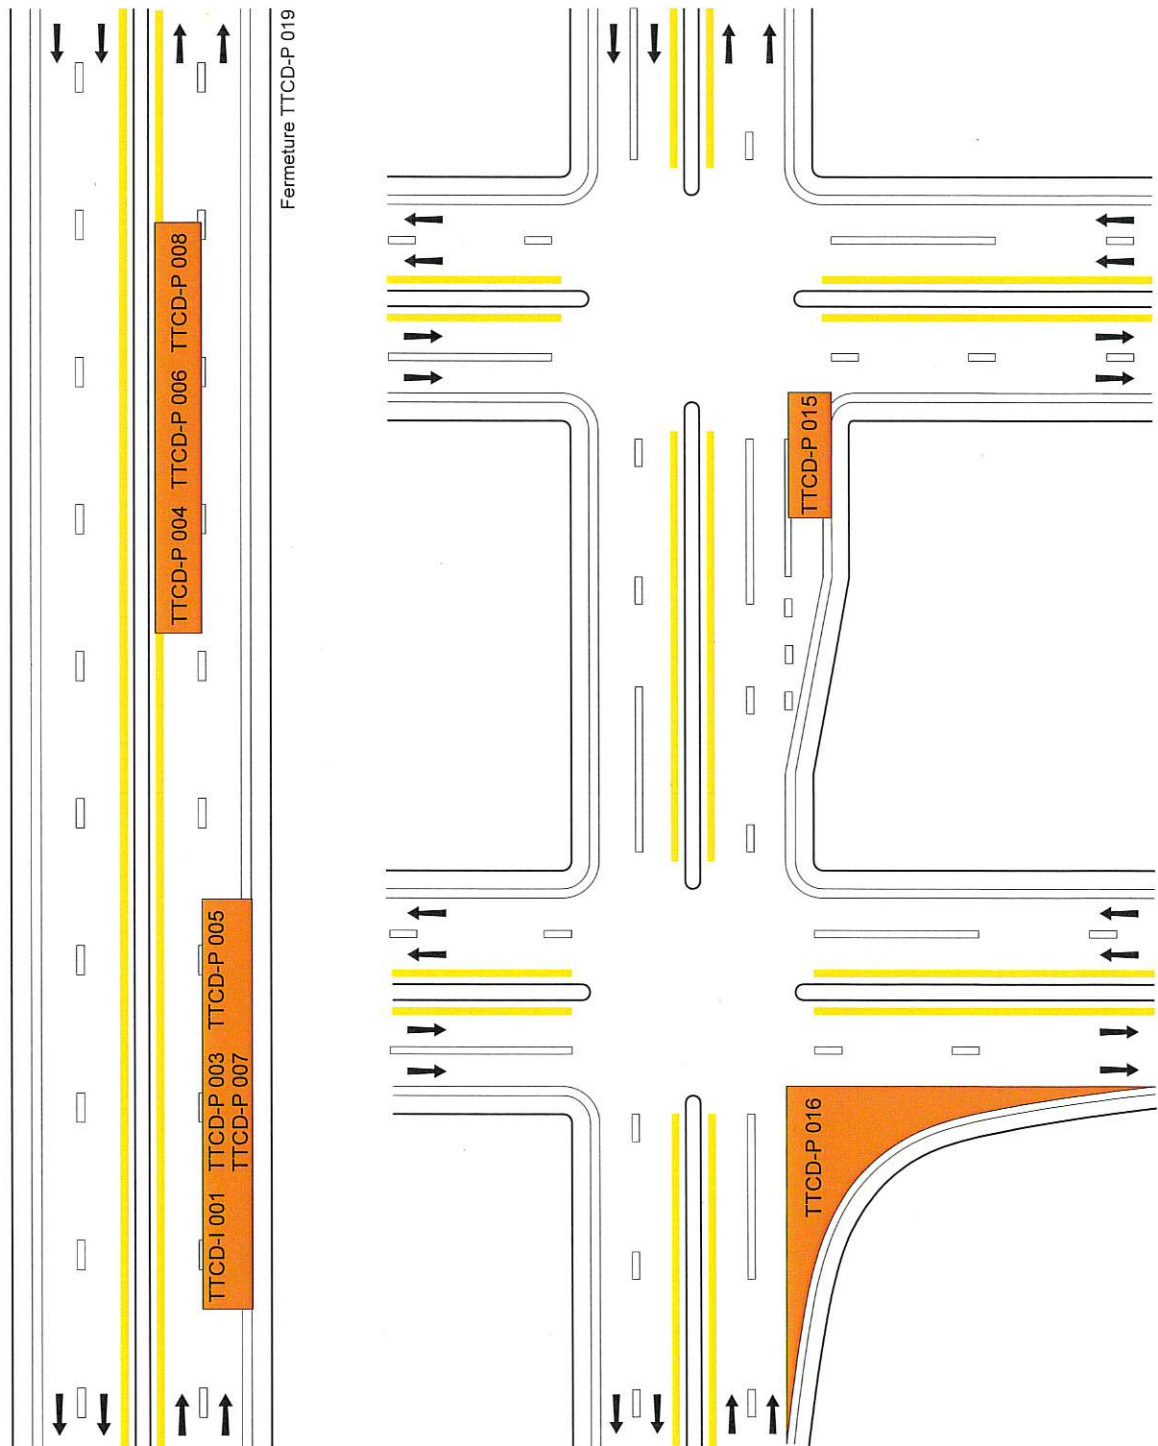 Fermeture TTCD-P 019
TTCD-P 004 TTCD-P 006 TTCD-P 008
TTCD-I 001 TTCD-P 003 TTCD-P 005
TTCD-P 007
TTCD-P 015
TTCD-P 016